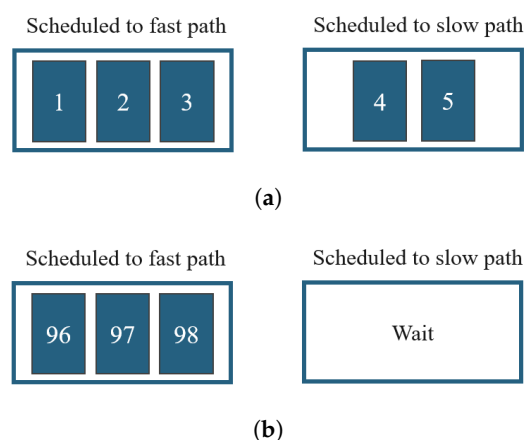 Scheduled to fast path
Scheduled to slow path
1 2 3
4 5
(a)
Scheduled to fast path
Scheduled to slow path
96 97 98
Wait
(b)